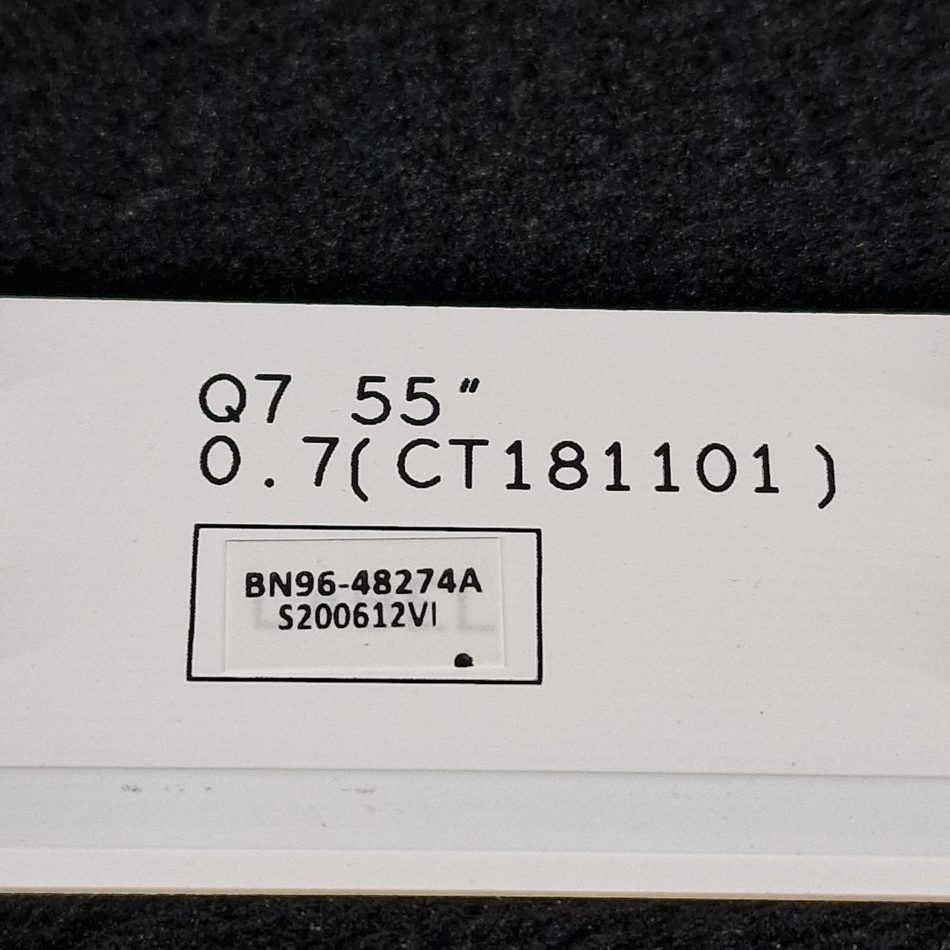 Q7 55"
0.7(CT181101)
BN96-48274A
S200612VI